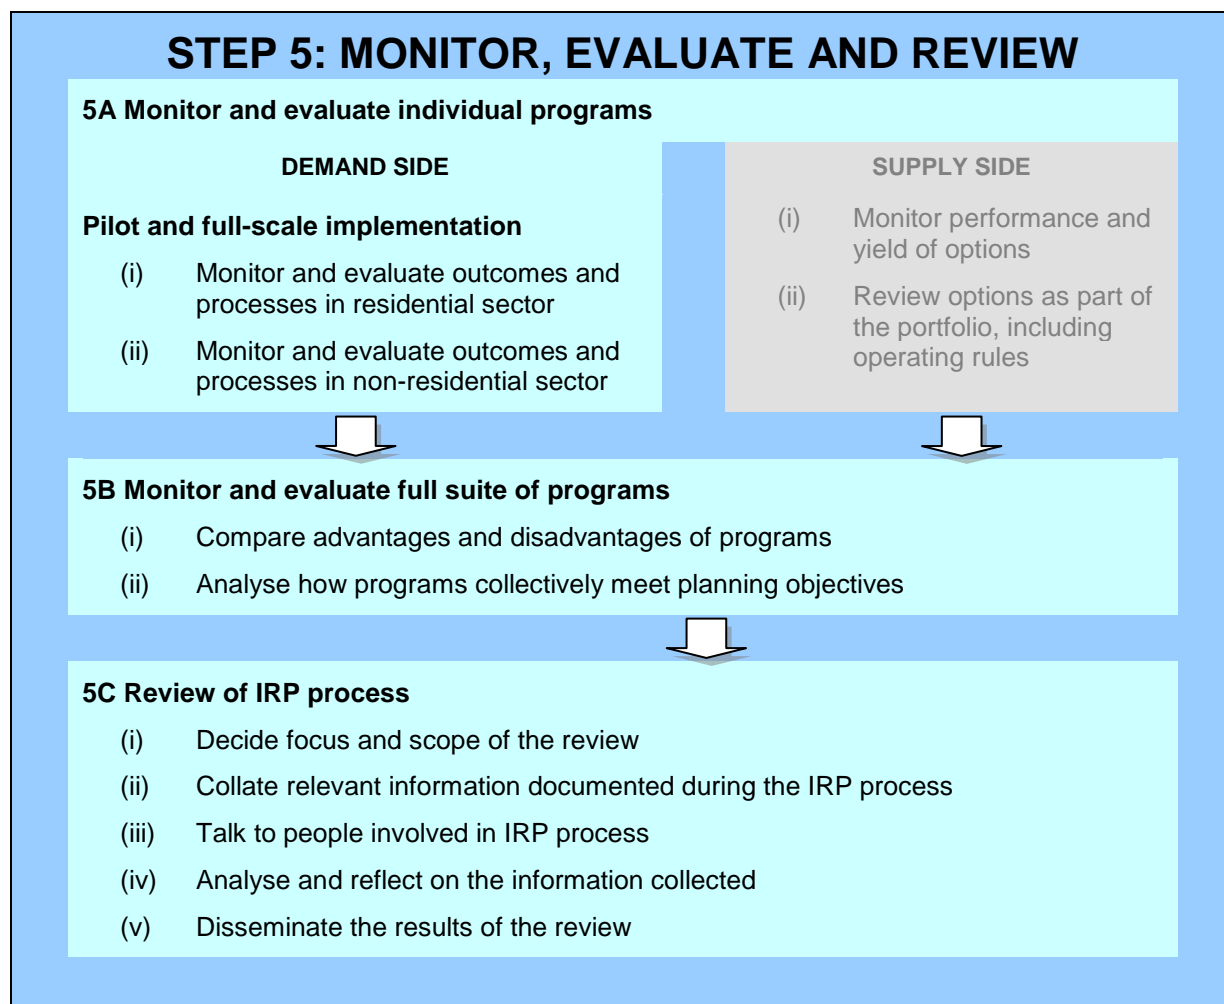 STEP 5: MONITOR, EVALUATE AND REVIEW
5A Monitor and evaluate individual programs
DEMAND SIDE
Pilot and full-scale implementation
(i) Monitor and evaluate outcomes and
processes in residential sector
(ii) Monitor and evaluate outcomes and
processes in non-residential sector
SUPPLY SIDE
(i) Monitor performance and
yield of options
(ii) Review options as part of
the portfolio, including
operating rules
5B Monitor and evaluate full suite of programs
(i) Compare advantages and disadvantages of programs
(ii) Analyse how programs collectively meet planning objectives
5C Review of IRP process
(i) Decide focus and scope of the review
(ii) Collate relevant information documented during the IRP process
(iii) Talk to people involved in IRP process
(iv) Analyse and reflect on the information collected
(v) Disseminate the results of the review